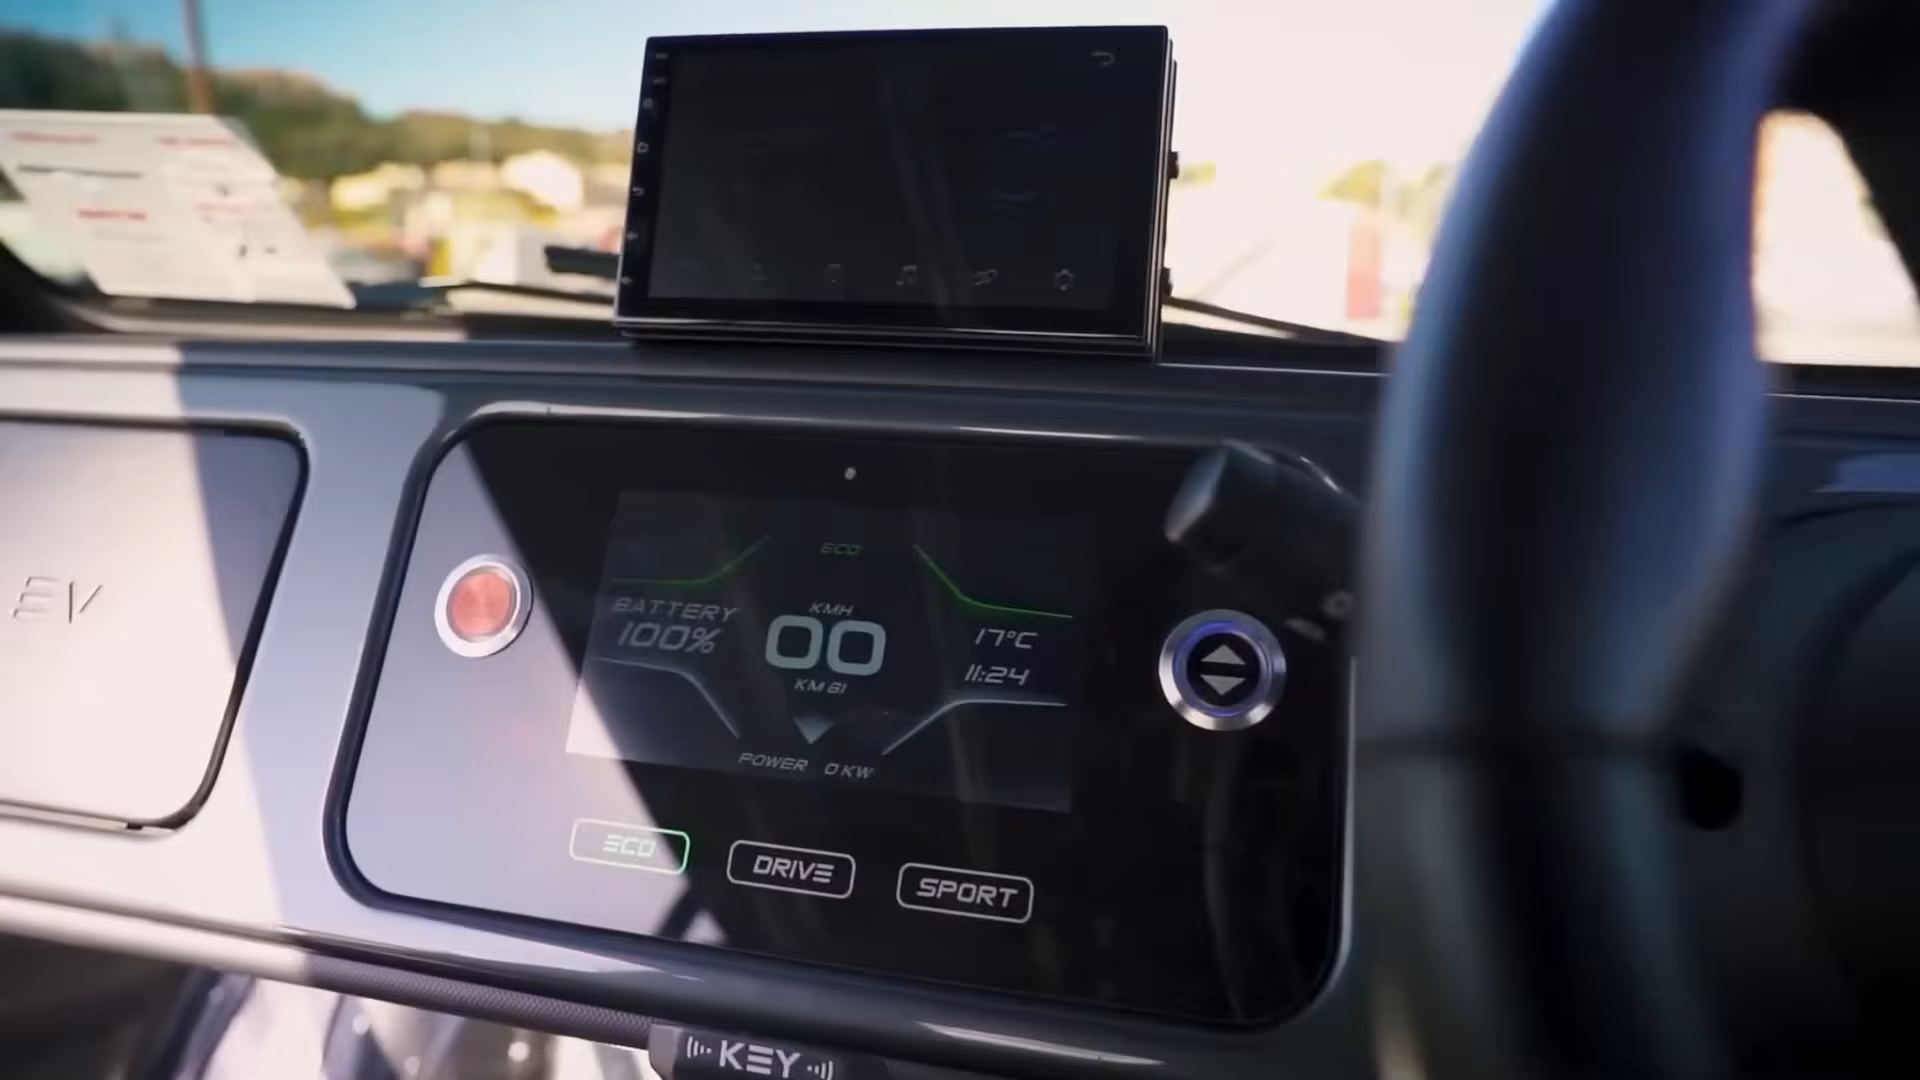 EV
ECO
BATTERY
100%
KMH
00
KM 61
17°C
11:24
POWER 0 KW
ECO
DRIVE
SPORT
KEY